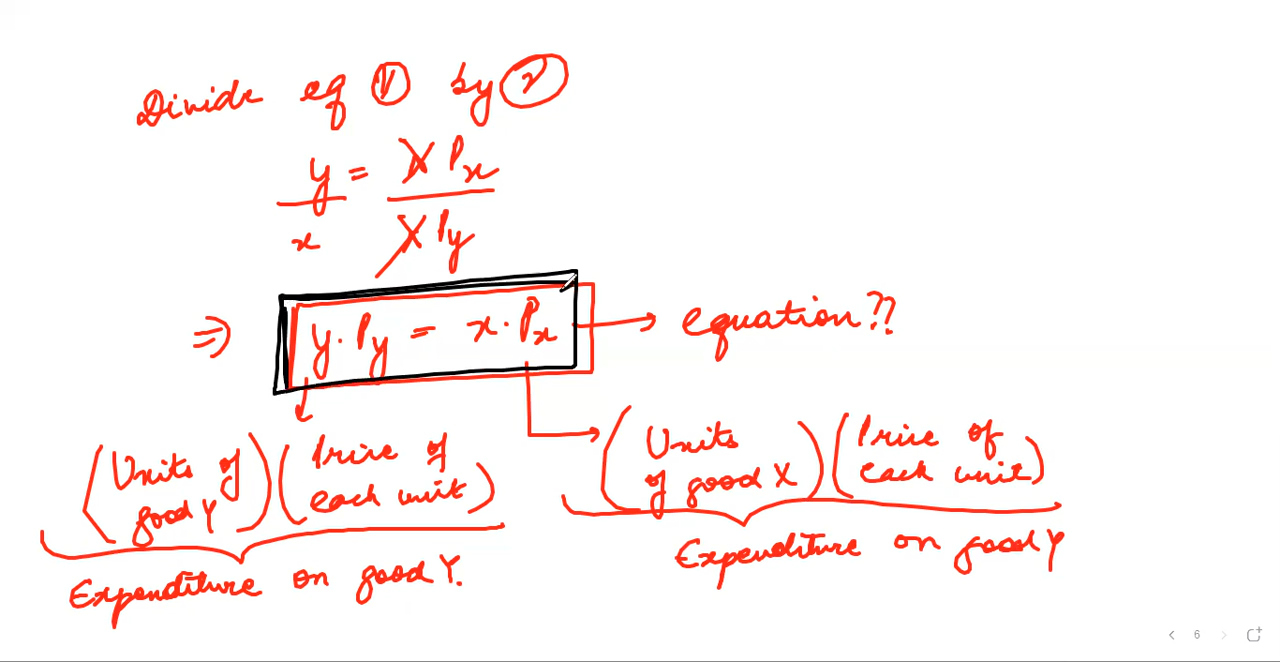 Divide eq ① by ②
y/x = X Px / X Py
⇒ y · Py = x · Px → equation??
(Units of good Y) (Price of each unit)
Expenditure on good Y.
(Units of good X) (Price of each unit)
Expenditure on good Y
6